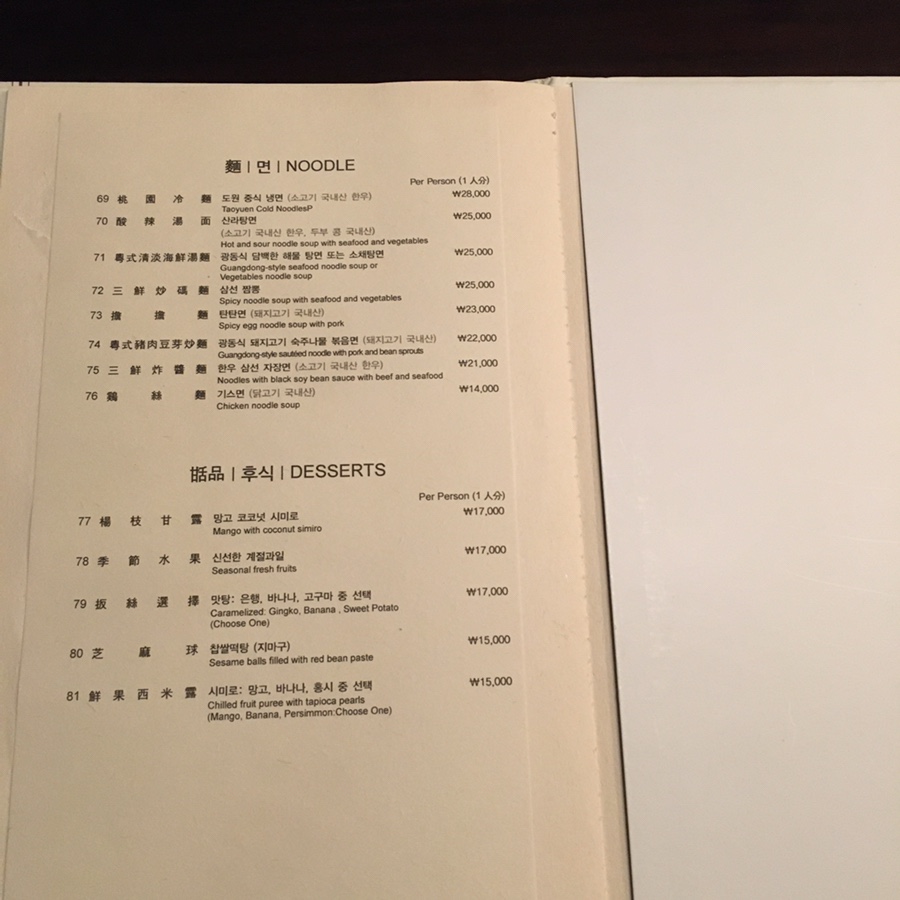 麵 | 면 | NOODLE
Per Person (1 人分)
69 桃園冷麵 도원 중식 냉면 (소고기 국내산 한우) ₩28,000
Taoyuen Cold NoodlesP
70 酸辣湯面 산라탕면 ₩25,000
(소고기 국내산 한우, 두부 콩 국내산)
Hot and sour noodle soup with seafood and vegetables
71 粵式清淡海鮮湯麵 광동식 담백한 해물 탕면 또는 소채탕면 ₩25,000
Guangdong-style seafood noodle soup or
Vegetables noodle soup
72 三鮮炒碼麵 삼선 짬뽕 ₩25,000
Spicy noodle soup with seafood and vegetables
73 擔擔麵 탄탄면 (돼지고기 국내산) ₩23,000
Spicy egg noodle soup with pork
74 粵式豬肉豆芽炒麵 광동식 돼지고기 숙주나물 볶음면 (돼지고기 국내산) ₩22,000
Guangdong-style sautéed noodle with pork and bean sprouts
75 三鮮炸醬麵 한우 삼선 자장면 (소고기 국내산 한우) ₩21,000
Noodles with black soy bean sauce with beef and seafood
76 鷄絲麵 기스면 (닭고기 국내산) ₩14,000
Chicken noodle soup
甛品 | 후식 | DESSERTS
Per Person (1 人分)
77 楊枝甘露 망고 코코넛 시미로 ₩17,000
Mango with coconut simiro
78 季節水果 신선한 계절과일 ₩17,000
Seasonal fresh fruits
79 扳絲選擇 맛탕: 은행, 바나나, 고구마 중 선택 ₩17,000
Caramelized: Gingko, Banana , Sweet Potato
(Choose One)
80 芝麻球 찹쌀떡탕 (지마구) ₩15,000
Sesame balls filled with red bean paste
81 鮮果西米露 시미로: 망고, 바나나, 홍시 중 선택 ₩15,000
Chilled fruit puree with tapioca pearls
(Mango, Banana, Persimmon:Choose One)